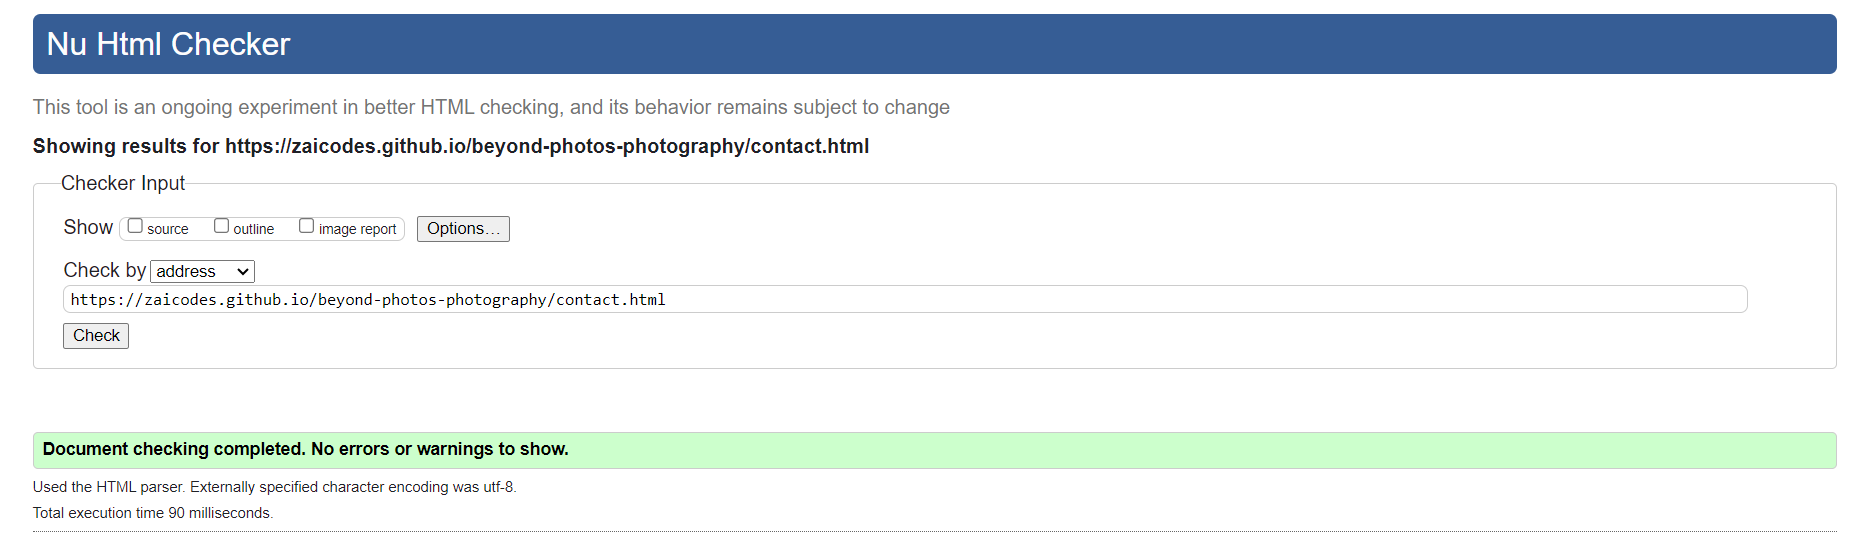 Nu Html Checker
This tool is an ongoing experiment in better HTML checking, and its behavior remains subject to change
Showing results for https://zaicodes.github.io/beyond-photos-photography/contact.html
Checker Input
Show source outline image report Options...
Check by address
https://zaicodes.github.io/beyond-photos-photography/contact.html
Check
Document checking completed. No errors or warnings to show.
Used the HTML parser. Externally specified character encoding was utf-8.
Total execution time 90 milliseconds.